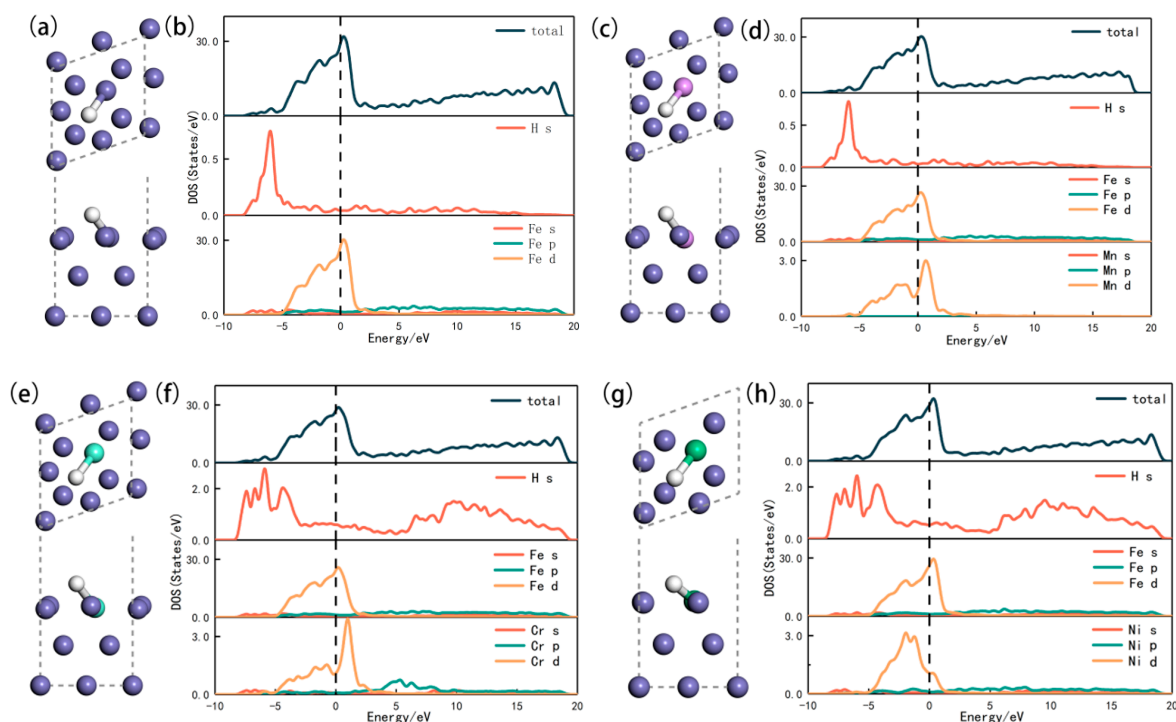 (a)
(b)
DOS(States/eV)
30.0
0.0
total
0.5
0.0
H s
30.0
0.0
Fe s
Fe p
Fe d
-10 -5 0 5 10 15 20
Energy/eV
(c)
(d)
DOS(States/eV)
30.0
0.0
total
0.5
0.0
H s
30.0
0.0
Fe s
Fe p
Fe d
3.0
0.0
Mn s
Mn p
Mn d
-10 -5 0 5 10 15 20
Energy/eV
(e)
(f)
DOS(States/eV)
30.0
0.0
total
2.0
0.0
H s
30.0
0.0
Fe s
Fe p
Fe d
3.0
0.0
Cr s
Cr p
Cr d
-10 -5 0 5 10 15 20
Energy/eV
(g)
(h)
DOS(States/eV)
30.0
0.0
total
2.0
0.0
H s
30.0
0.0
Fe s
Fe p
Fe d
3.0
0.0
Ni s
Ni p
Ni d
-10 -5 0 5 10 15 20
Energy/eV